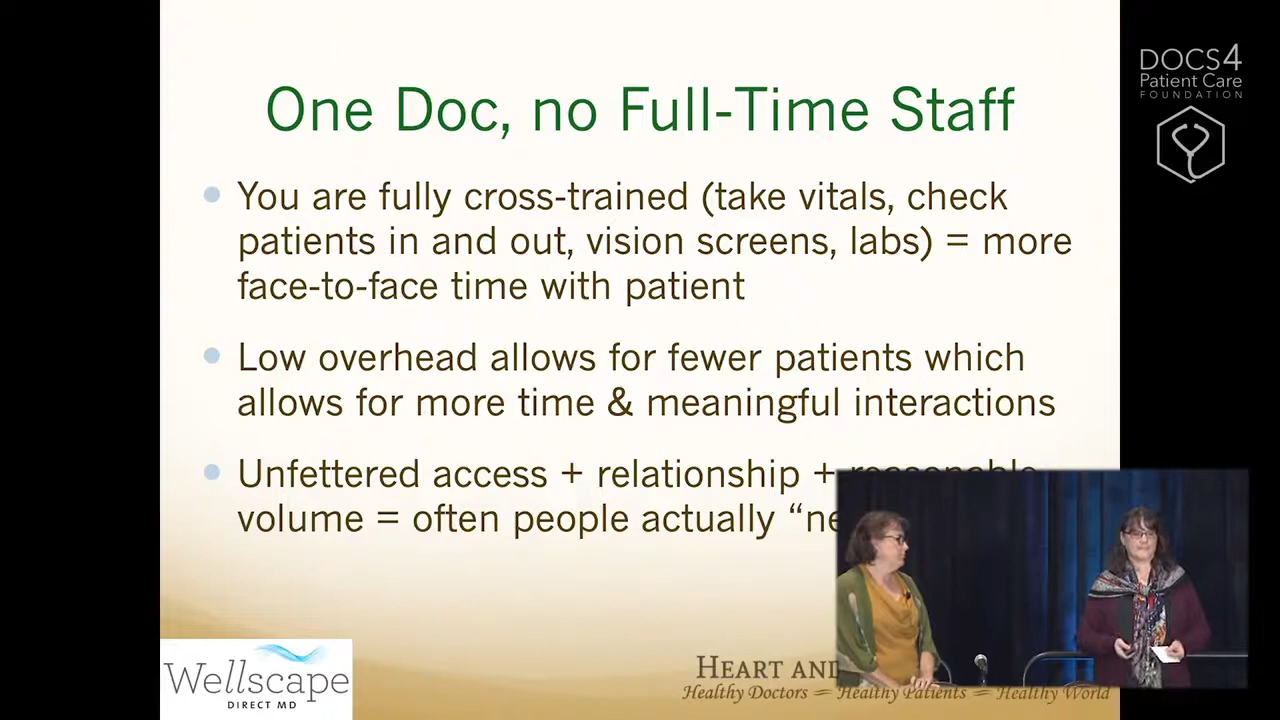 One Doc, no Full-Time Staff
You are fully cross-trained (take vitals, check
patients in and out, vision screens, labs) = more
face-to-face time with patient
Low overhead allows for fewer patients which
allows for more time & meaningful interactions
Unfettered access + relationship + reasonable
volume = often people actually “ne
Wellscape
DIRECT MD
HEART AND
Healthy Doctors = Healthy Patients = Healthy World
DOCS4
Patient Care
FOUNDATION